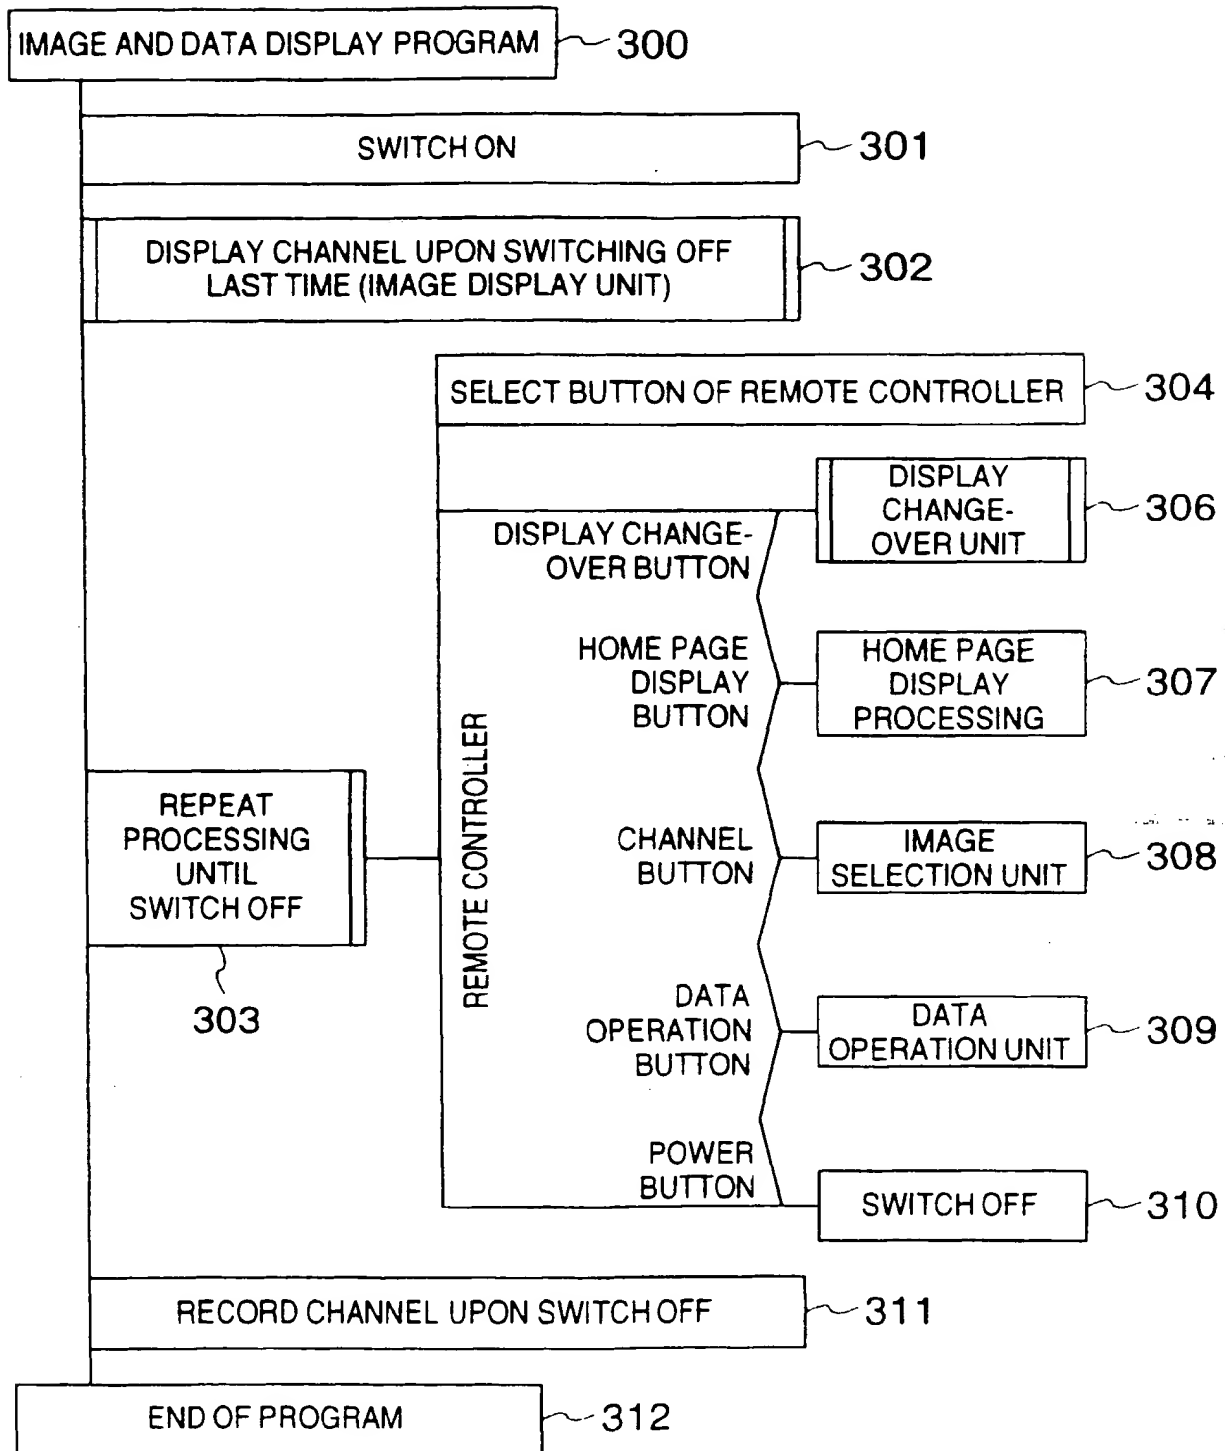 IMAGE AND DATA DISPLAY PROGRAM
300
SWITCH ON
301
DISPLAY CHANNEL UPON SWITCHING OFF
LAST TIME (IMAGE DISPLAY UNIT)
302
SELECT BUTTON OF REMOTE CONTROLLER
304
DISPLAY CHANGE-
OVER BUTTON
DISPLAY
CHANGE-
OVER UNIT
306
HOME PAGE
DISPLAY
BUTTON
HOME PAGE
DISPLAY
PROCESSING
307
REPEAT
PROCESSING
UNTIL
SWITCH OFF
303
REMOTE CONTROLLER
CHANNEL
BUTTON
IMAGE
SELECTION UNIT
308
DATA
OPERATION
BUTTON
DATA
OPERATION UNIT
309
POWER
BUTTON
SWITCH OFF
310
RECORD CHANNEL UPON SWITCH OFF
311
END OF PROGRAM
312